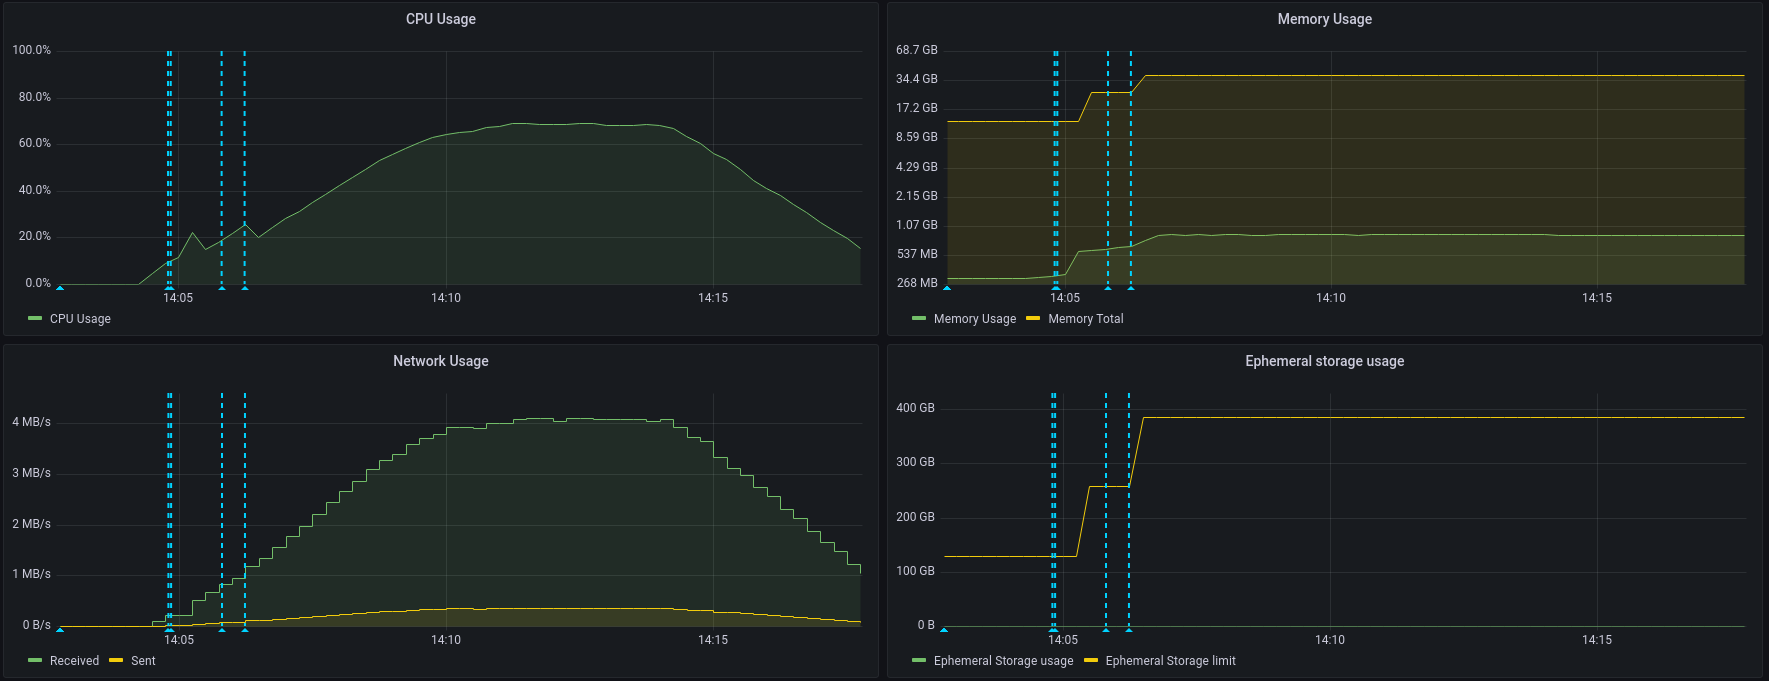 CPU Usage
100.0%
80.0%
60.0%
40.0%
20.0%
0.0%
14:05 14:10 14:15
CPU Usage
Memory Usage
68.7 GB
34.4 GB
17.2 GB
8.59 GB
4.29 GB
2.15 GB
1.07 GB
537 MB
268 MB
14:05 14:10 14:15
Memory Usage Memory Total
Network Usage
4 MB/s
3 MB/s
2 MB/s
1 MB/s
0 B/s
14:05 14:10 14:15
Received Sent
Ephemeral storage usage
400 GB
300 GB
200 GB
100 GB
0 B
14:05 14:10 14:15
Ephemeral Storage usage Ephemeral Storage limit